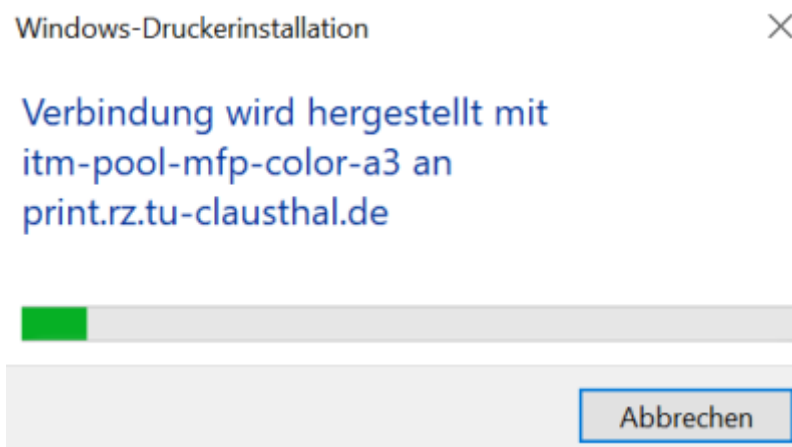 Windows-Druckerinstallation
Verbindung wird hergestellt mit
itm-pool-mfp-color-a3 an
print.rz.tu-clausthal.de
Abbrechen